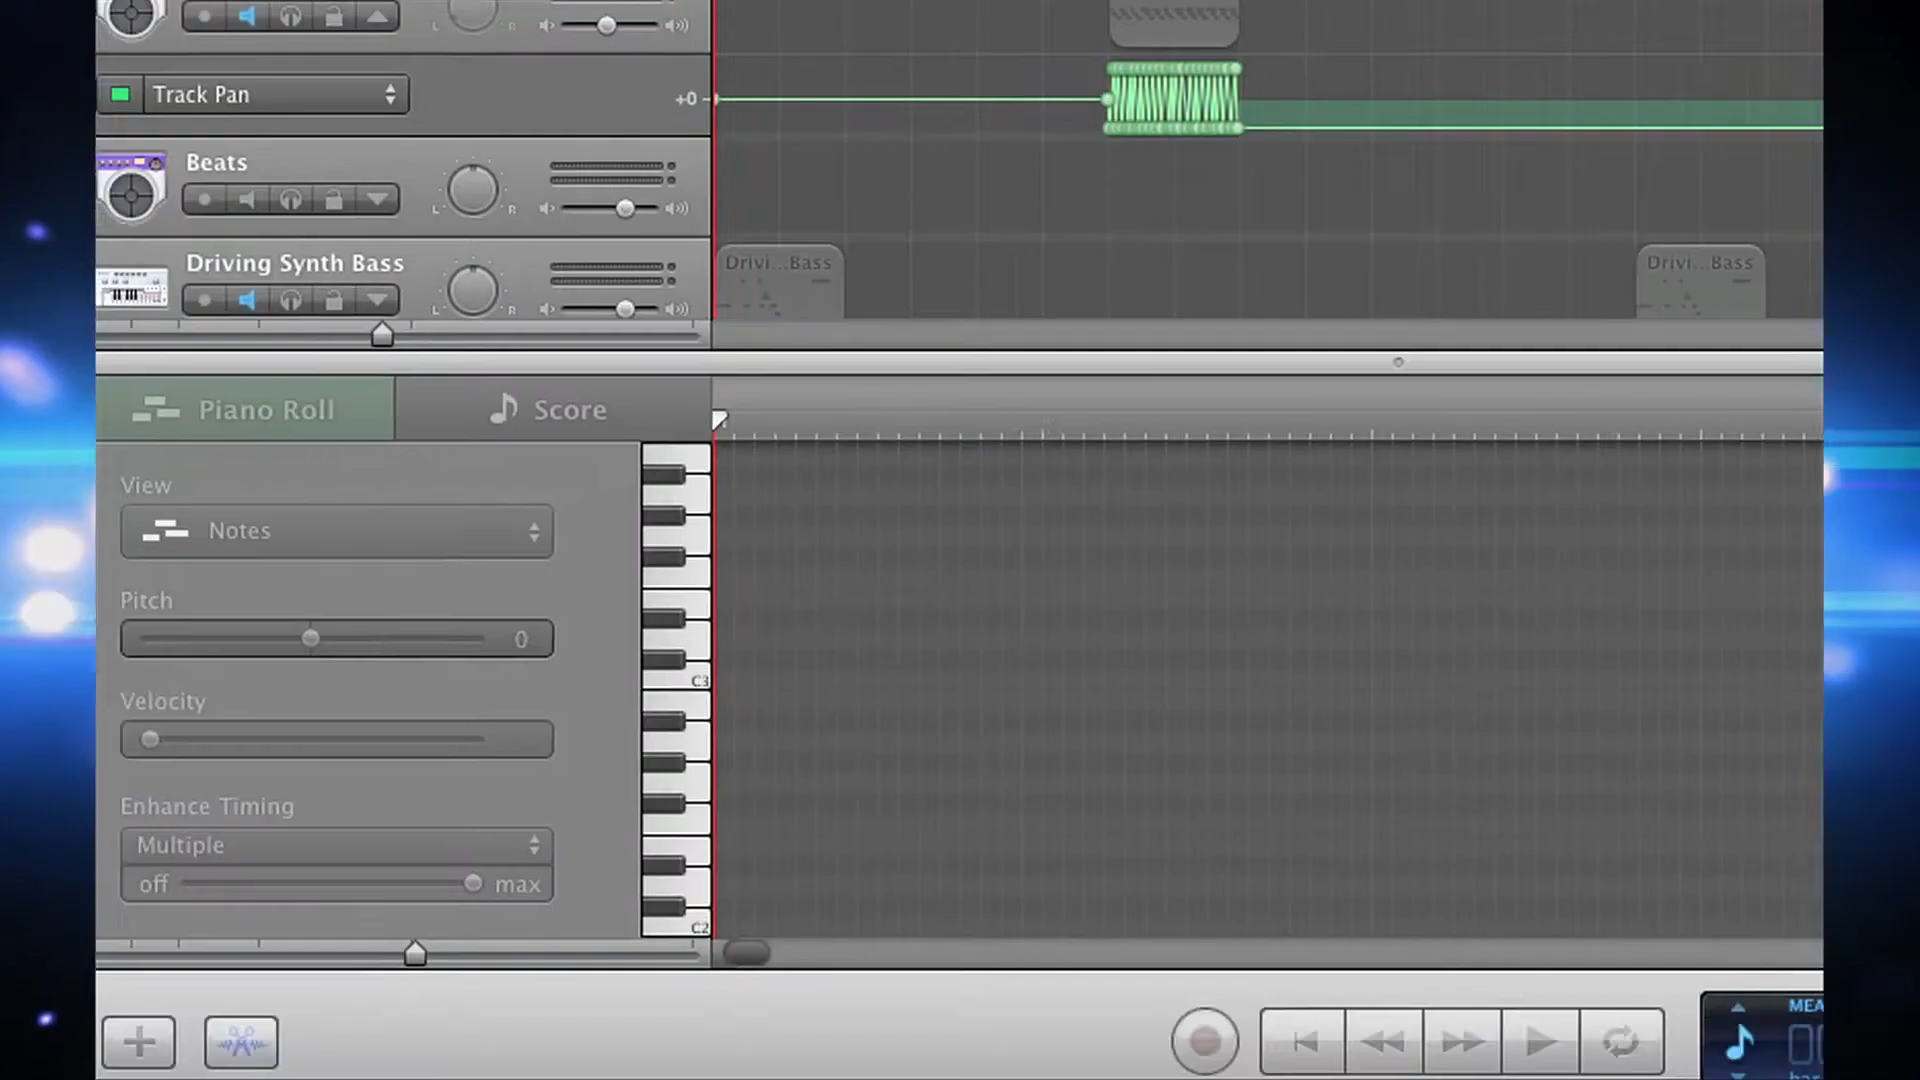 L R
Track Pan
+0
Beats
L R
Driving Synth Bass
L R
Drivi...Bass
Drivi...Bass
Piano Roll
Score
View
Notes
Pitch
0
C3
Velocity
Enhance Timing
Multiple
off max
C2
MEA